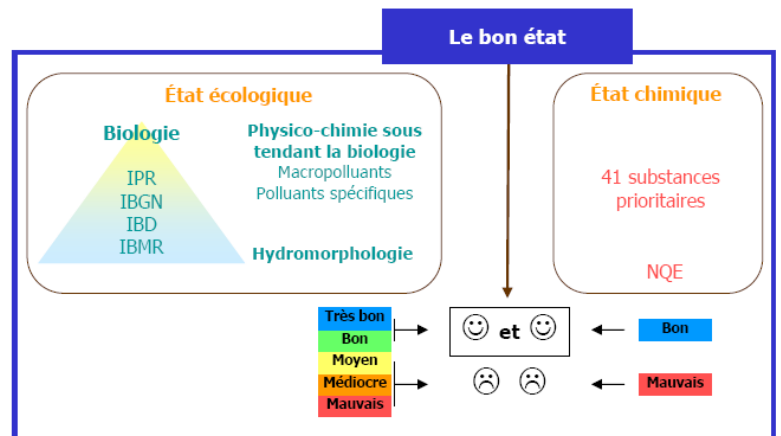 Le bon état
État écologique
Biologie
IPR
IBGN
IBD
IBMR
Physico-chimie sous
tendant la biologie
Macropolluants
Polluants spécifiques
Hydromorphologie
État chimique
41 substances
prioritaires
NQE
Très bon
Bon
Moyen
Médiocre
Mauvais
et
Bon
Mauvais